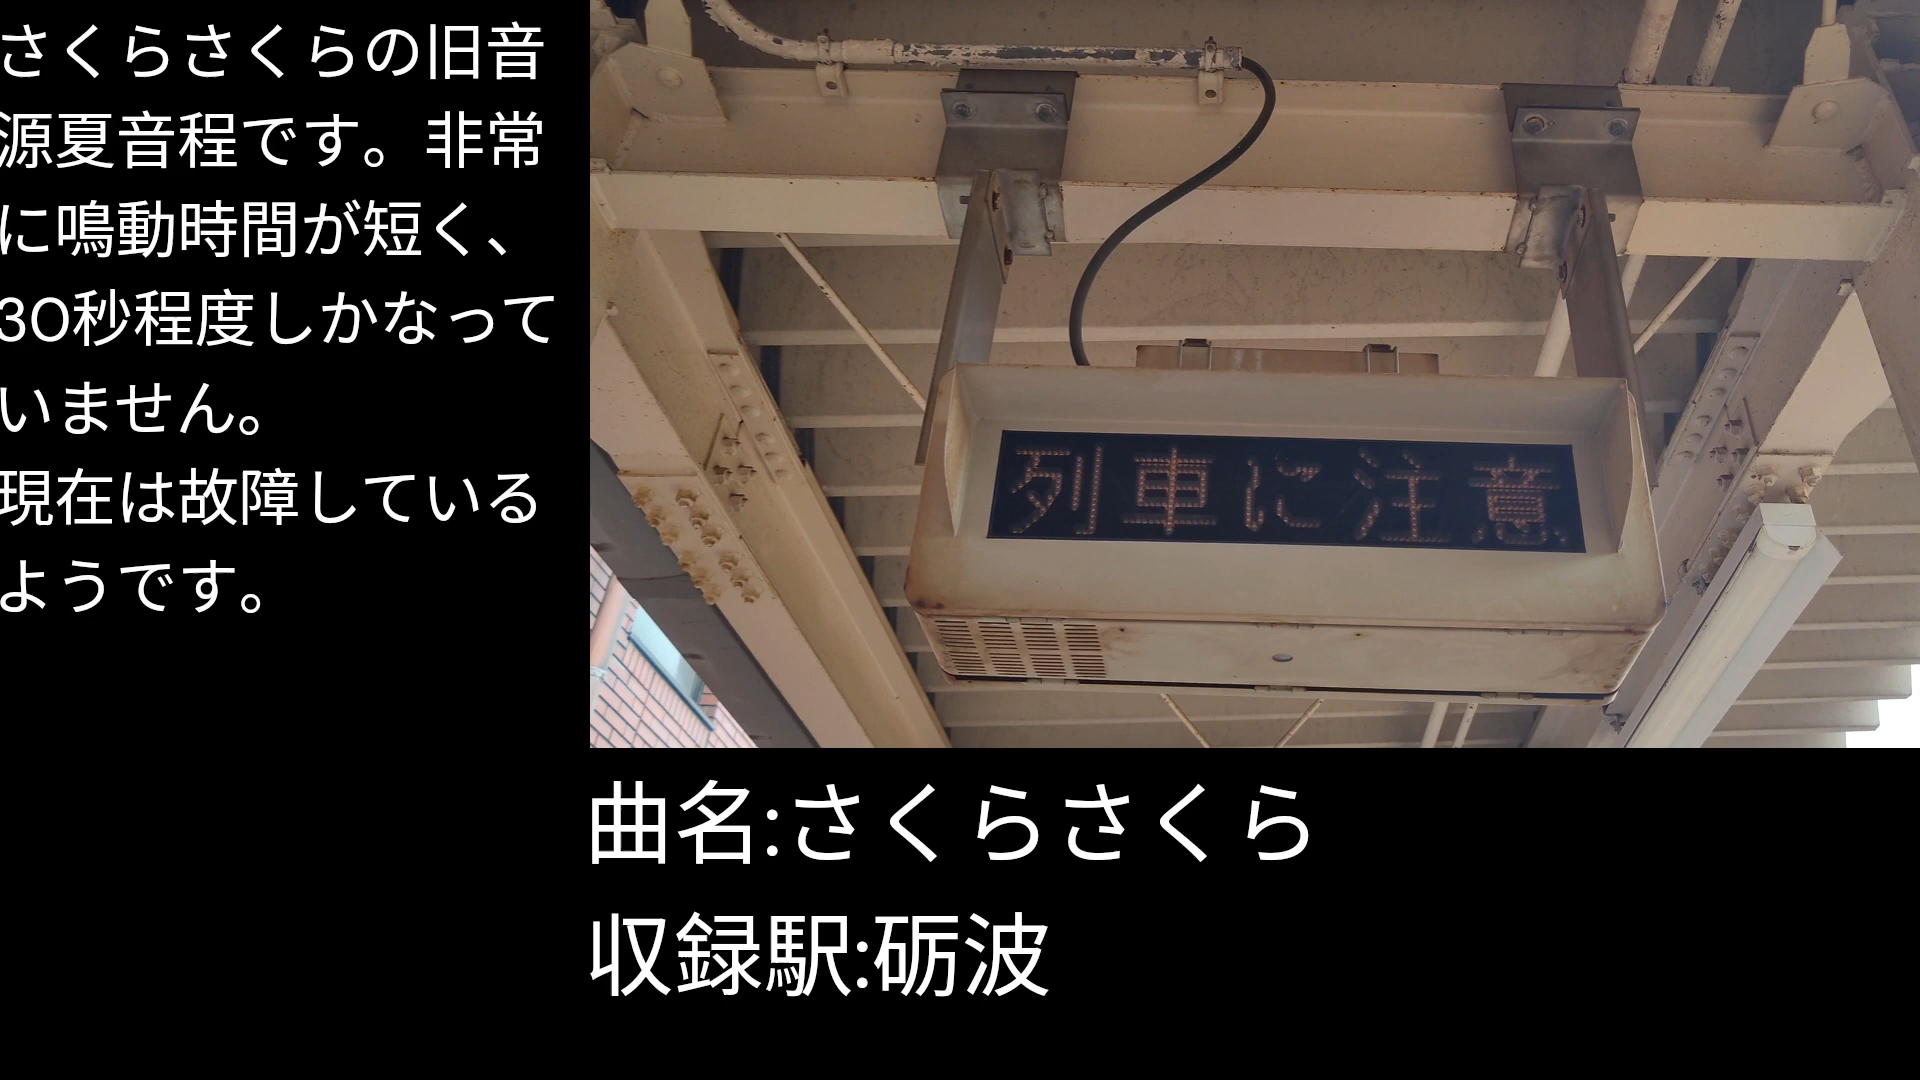 さくらさくらの旧音
源夏音程です。非常
に鳴動時間が短く、
30秒程度しかなって
いません。
現在は故障している
ようです。
列車に注意
曲名:さくらさくら
収録駅:砺波